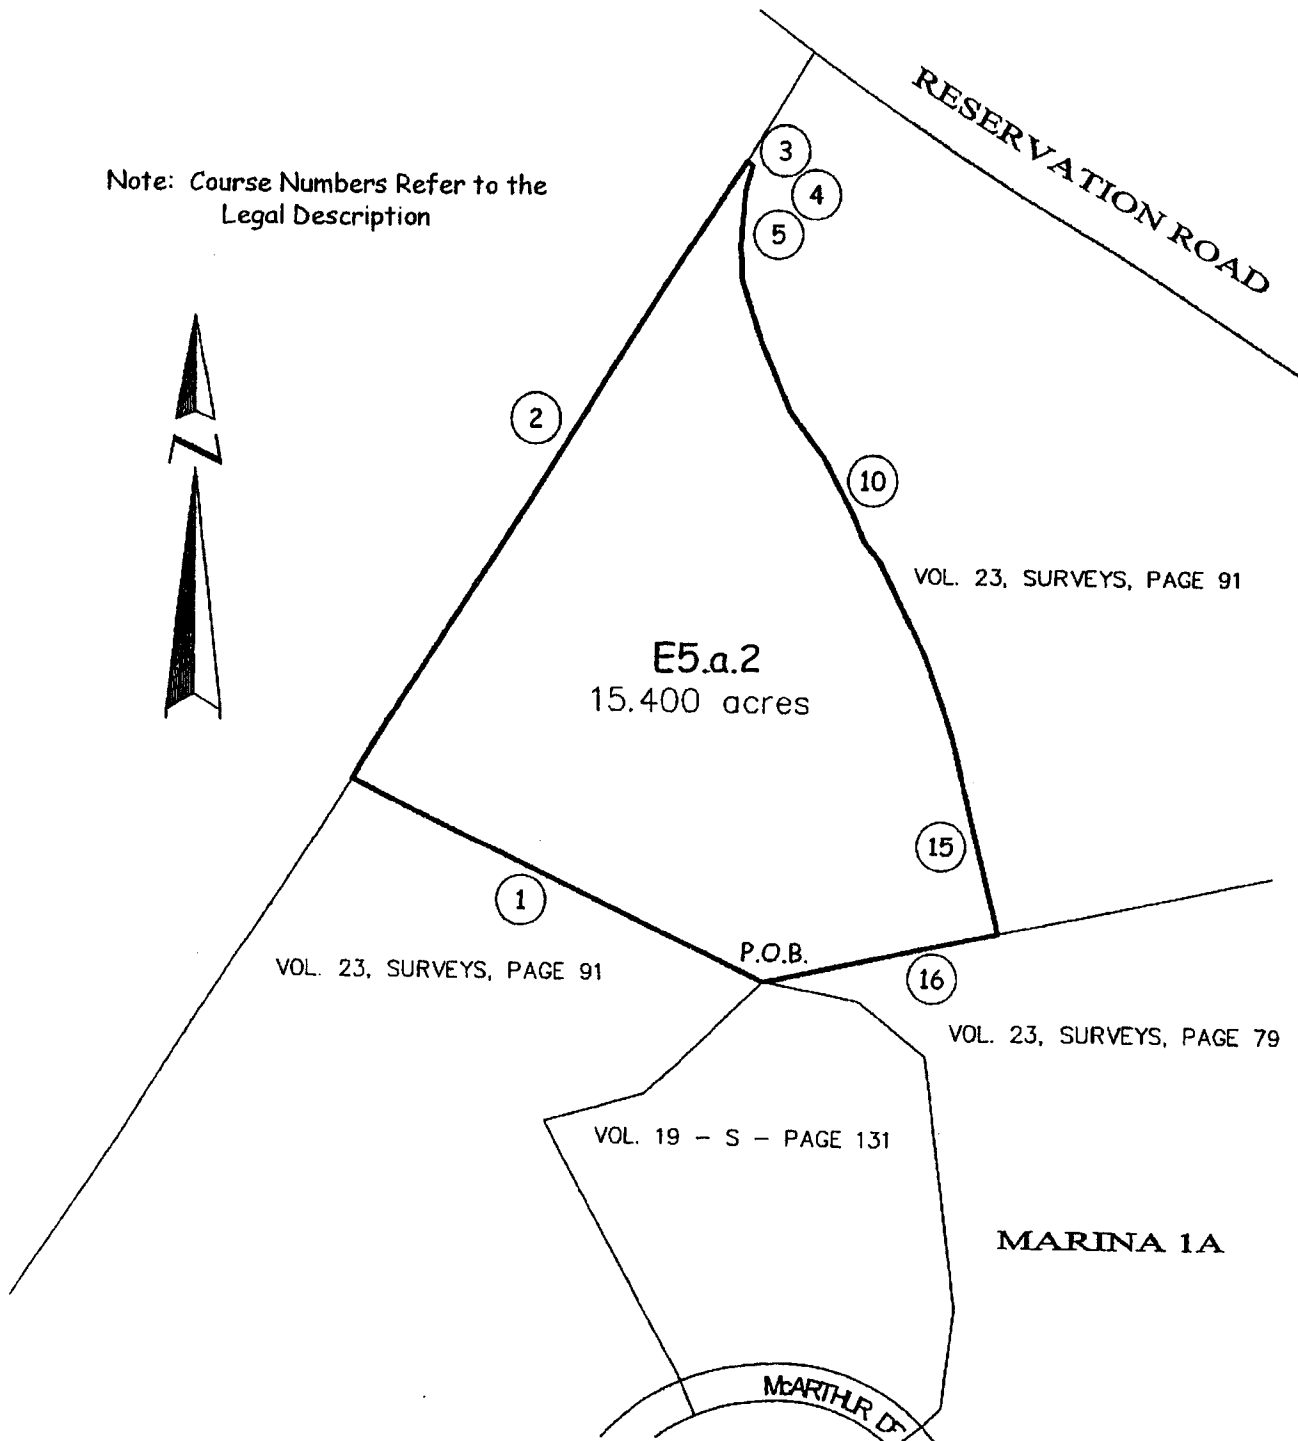 RESERVATION ROAD
3
Note: Course Numbers Refer to the
Legal Description
4
5
2
N
10
VOL. 23, SURVEYS, PAGE 91
E5.a.2
15.400 acres
15
1
P.O.B.
VOL. 23, SURVEYS, PAGE 91
16
VOL. 23, SURVEYS, PAGE 79
VOL. 19 - S - PAGE 131
MARINA 1A
McARTHUR